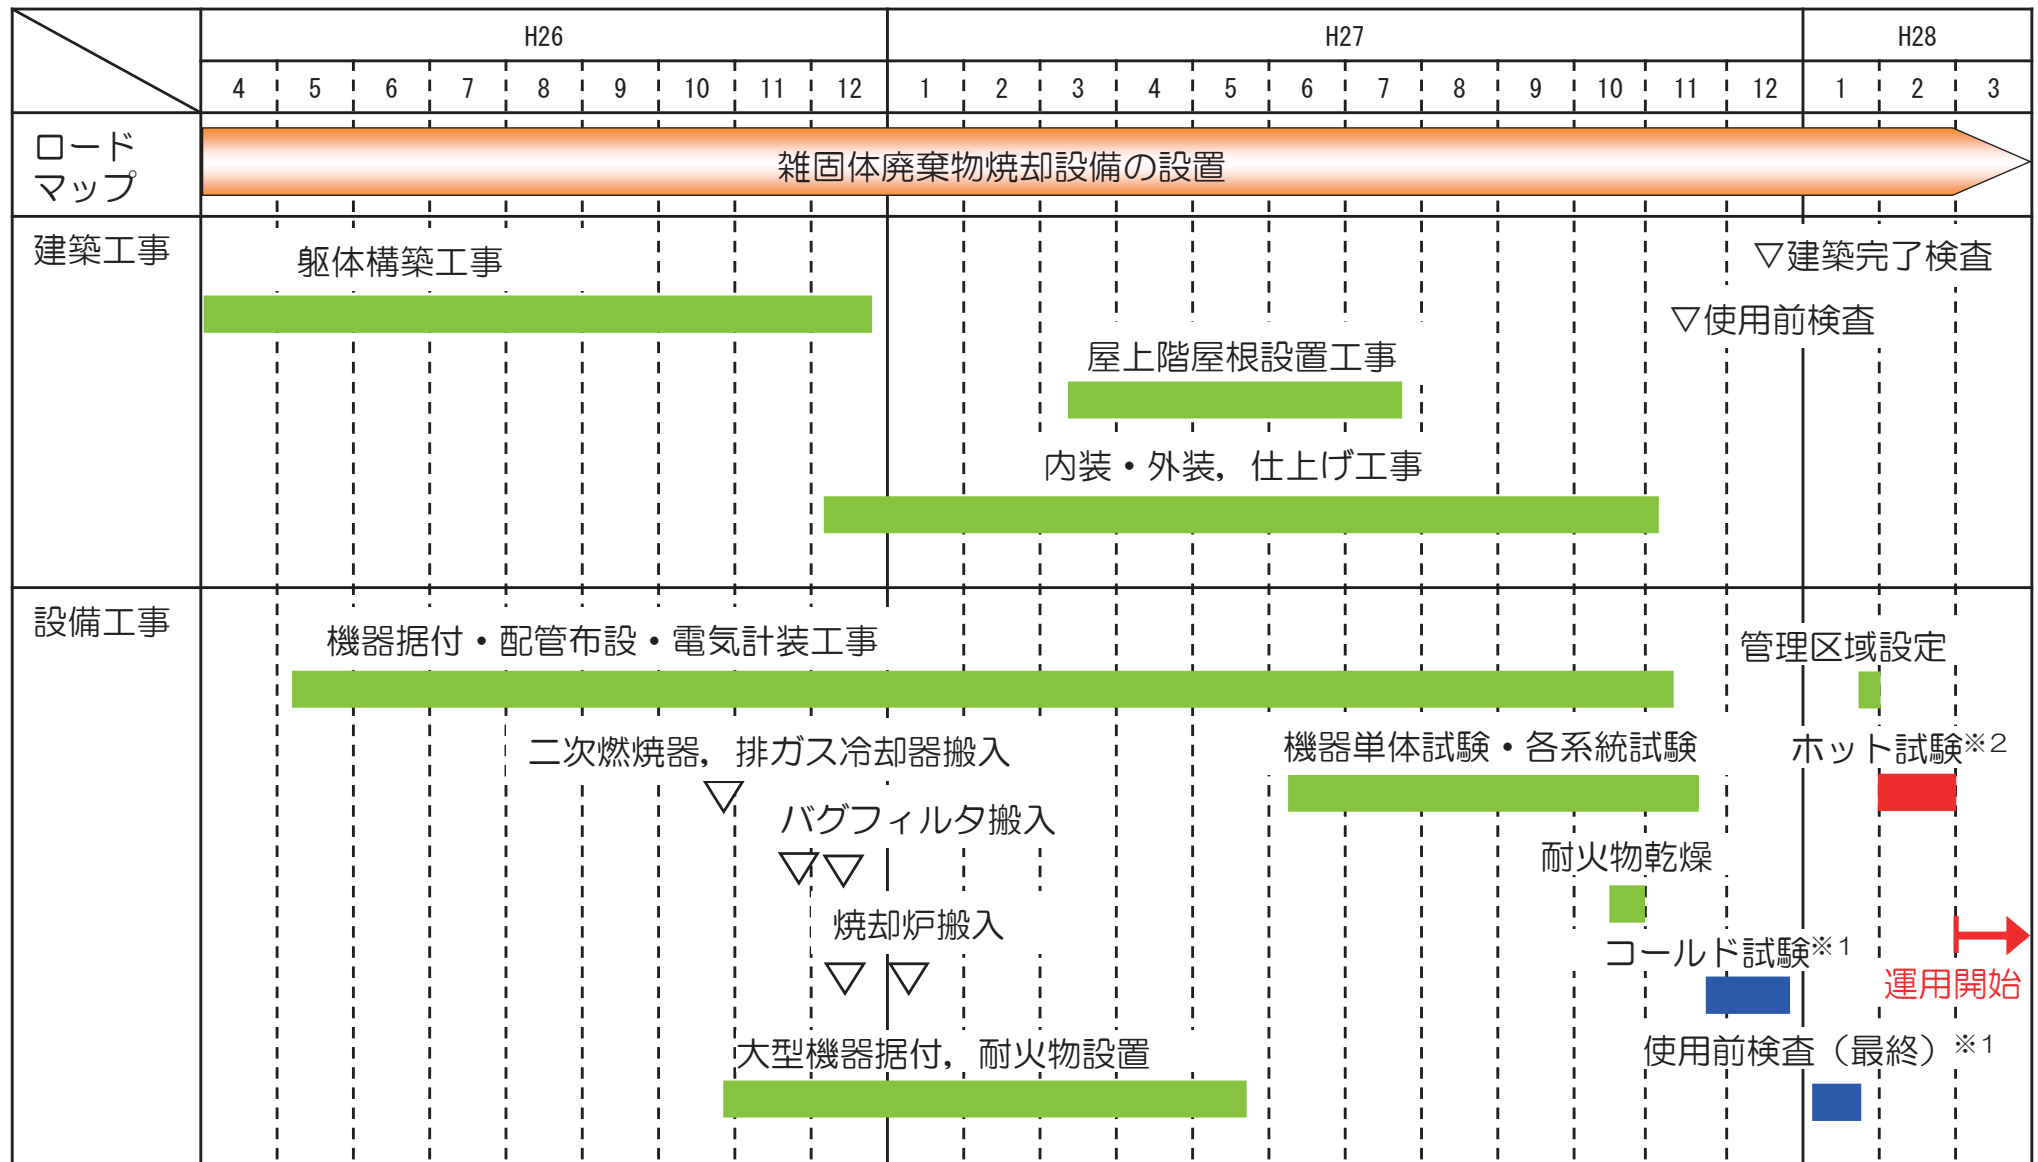 H26 H27 H28
4 5 6 7 8 9 10 11 12 1 2 3 4 5 6 7 8 9 10 11 12 1 2 3
ロード
マップ
雑固体廃棄物焼却設備の設置
建築工事
躯体構築工事
▽建築完了検査
▽使用前検査
屋上階屋根設置工事
内装・外装，仕上げ工事
設備工事
機器据付・配管布設・電気計装工事
管理区域設定
二次燃焼器，排ガス冷却器搬入
機器単体試験・各系統試験
ホット試験※2
バグフィルタ搬入
耐火物乾燥
焼却炉搬入
コールド試験※1
運用開始
大型機器据付，耐火物設置
使用前検査（最終）※1